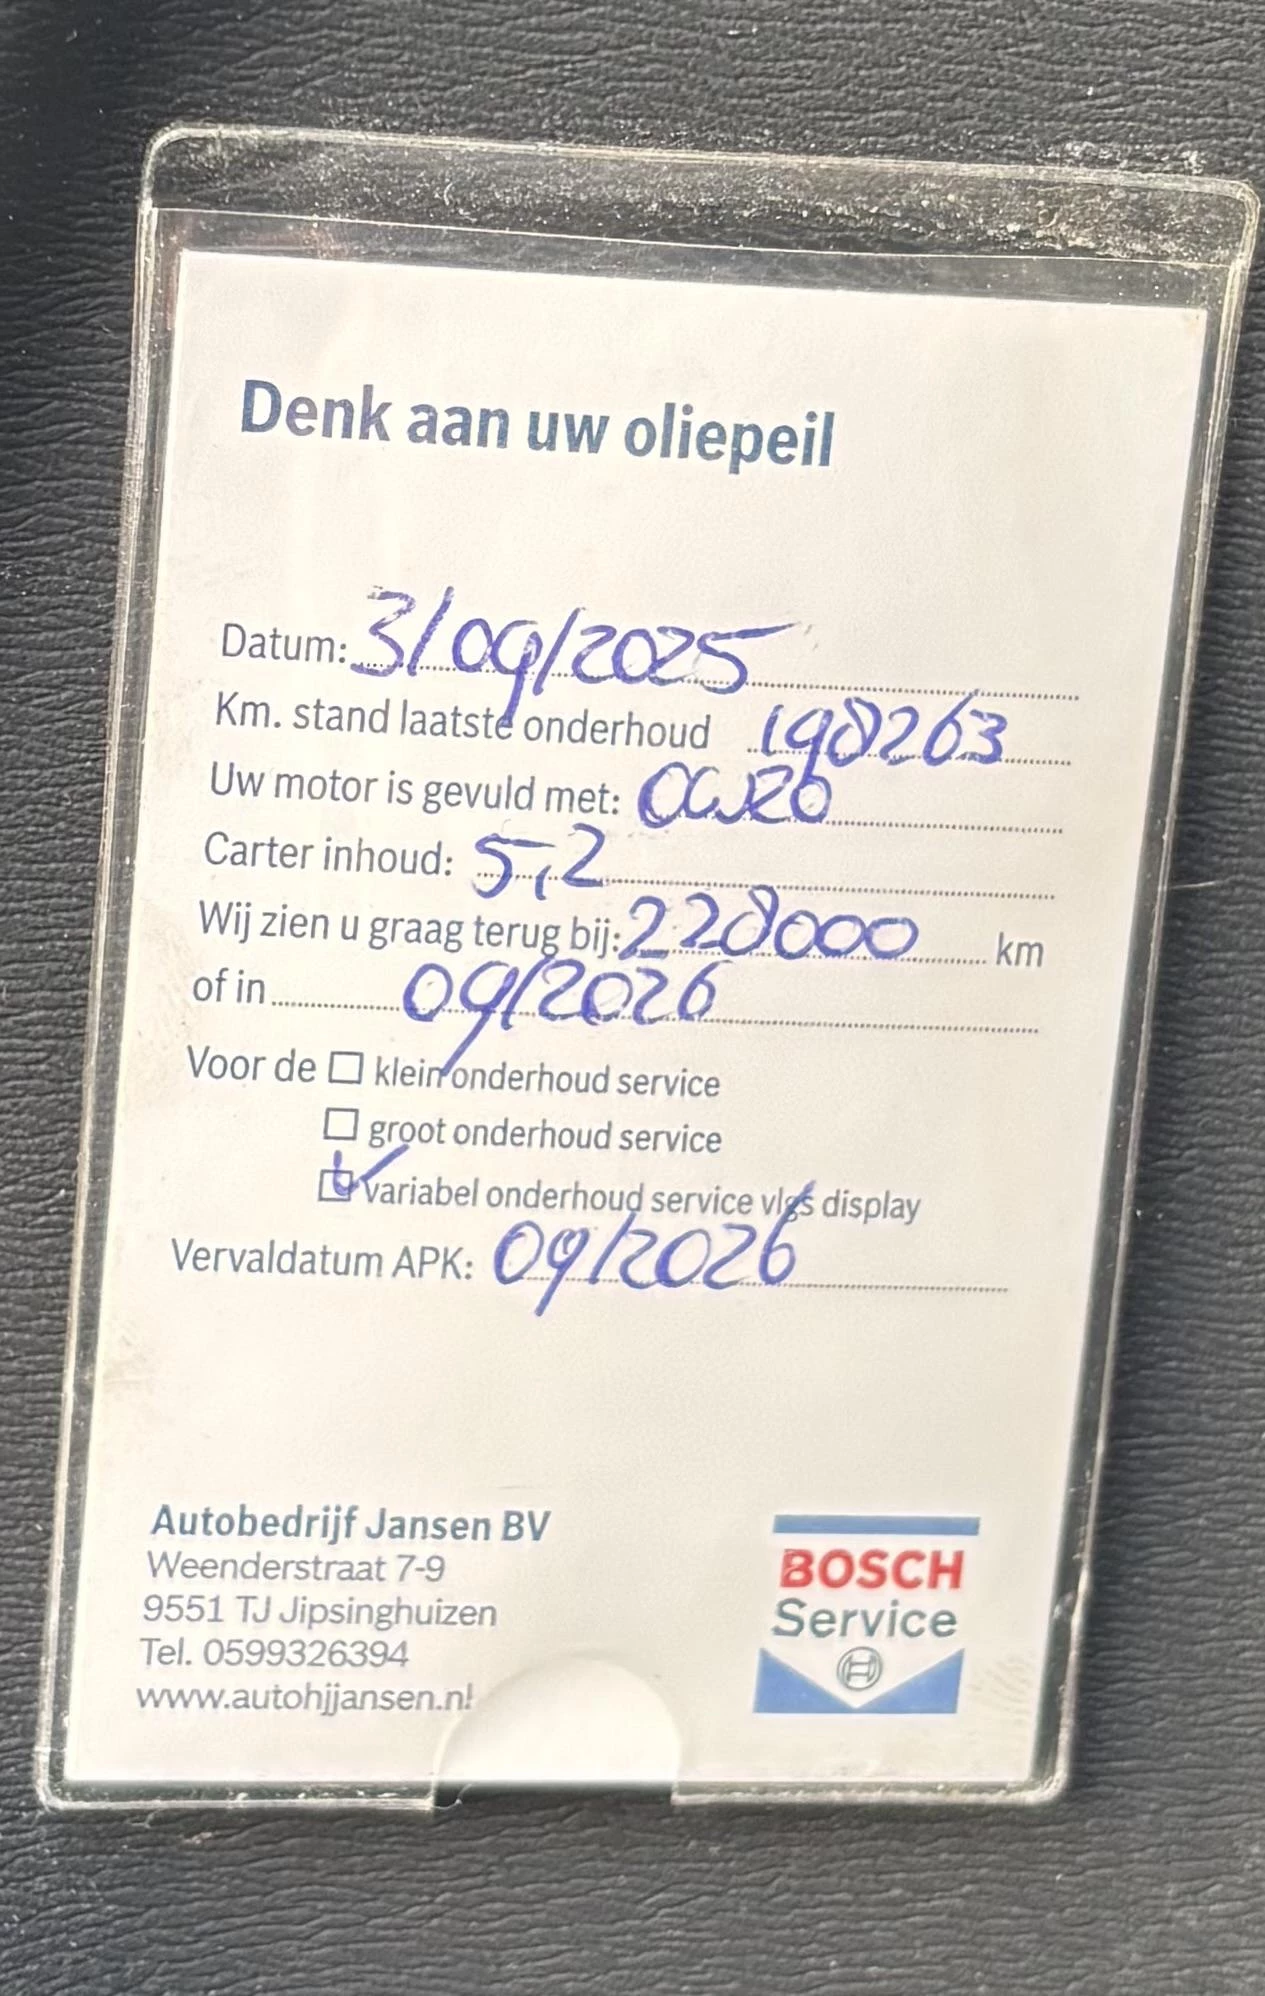 Denk aan uw oliepeil
Datum: 3/09/2025
Km. stand laatste onderhoud 198263
Uw motor is gevuld met: 0W20
Carter inhoud: 5,2
Wij zien u graag terug bij: 228000 km
of in 09/2026
Voor de ☐ klein onderhoud service
☐ groot onderhoud service
☑ variabel onderhoud service vlgs display
Vervaldatum APK: 09/2026
Autobedrijf Jansen BV
Weenderstraat 7-9
9551 TJ Jipsinghuizen
Tel. 0599326394
www.autohjjansen.nl
BOSCH
Service